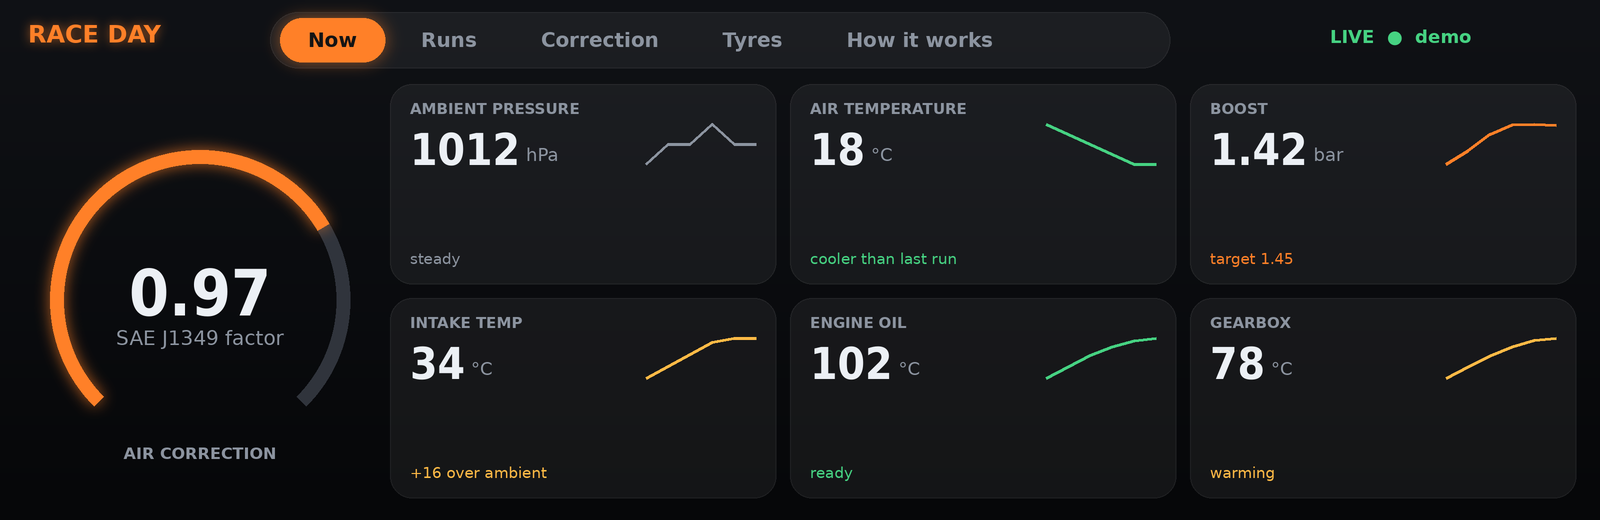 RACE DAY
Now
Runs
Correction
Tyres
How it works
LIVE ● demo
0.97
SAE J1349 factor
AIR CORRECTION
AMBIENT PRESSURE
1012 hPa
steady
AIR TEMPERATURE
18 °C
cooler than last run
BOOST
1.42 bar
target 1.45
INTAKE TEMP
34 °C
+16 over ambient
ENGINE OIL
102 °C
ready
GEARBOX
78 °C
warming